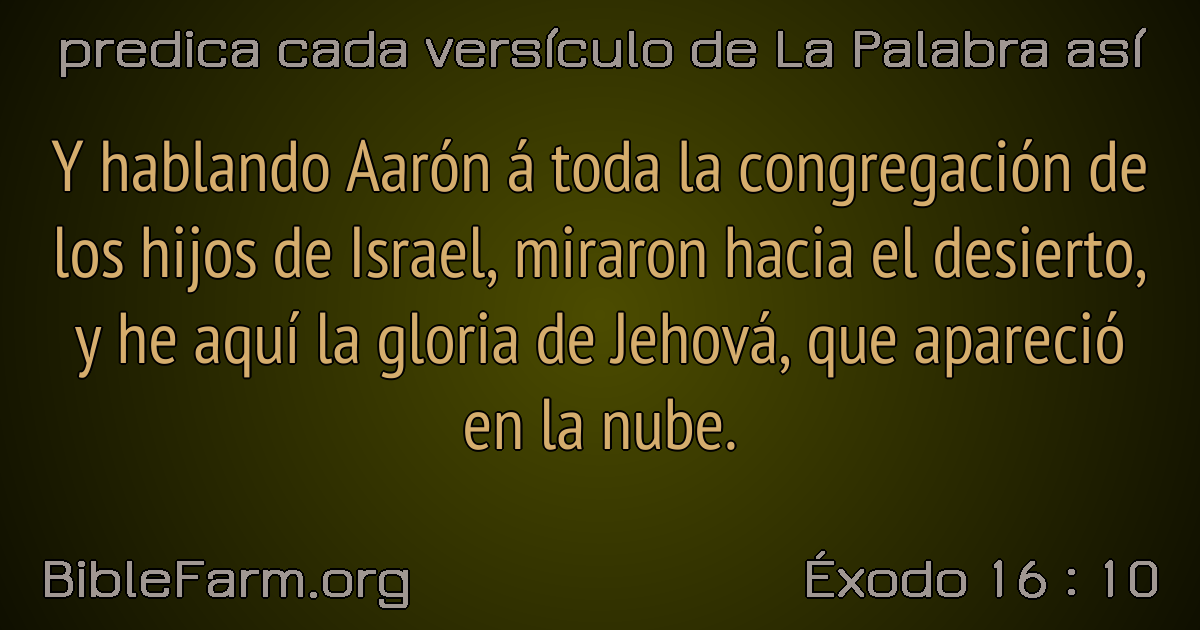 predica cada versículo de La Palabra así
Y hablando Aarón á toda la congregación de
los hijos de Israel, miraron hacia el desierto,
y he aquí la gloria de Jehová, que apareció
en la nube.
BibleFarm.org
Éxodo 16 : 10